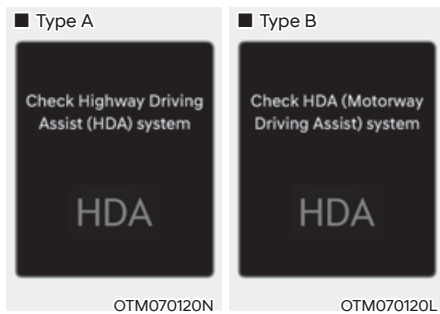 ■ Type A
Check Highway Driving
Assist (HDA) system
HDA
OTM070120N
■ Type B
Check HDA (Motorway
Driving Assist) system
HDA
OTM070120L